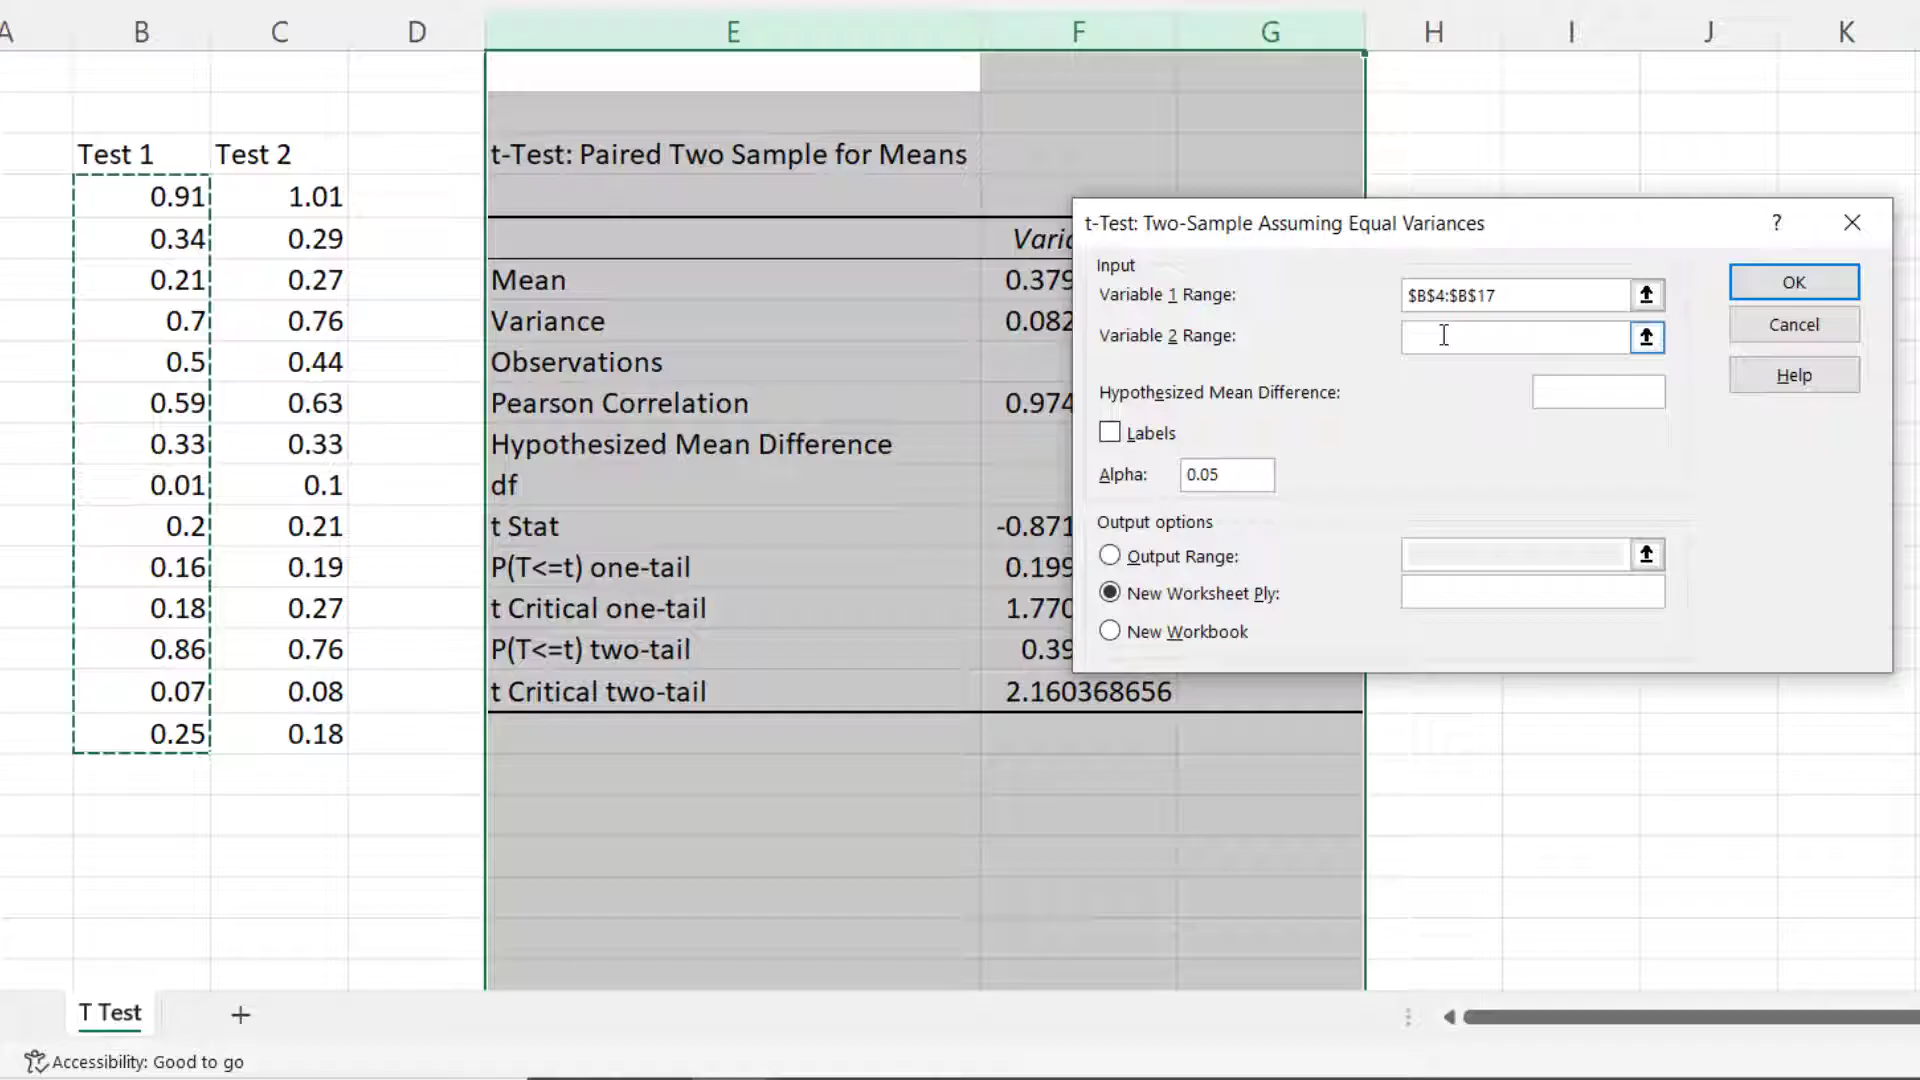 A B C D E F G H I J K
Test 1 Test 2 t-Test: Paired Two Sample for Means
0.91 1.01
0.34 0.29
0.21 0.27 Mean 0.379
0.7 0.76 Variance 0.082
0.5 0.44 Observations
0.59 0.63 Pearson Correlation 0.974
0.33 0.33 Hypothesized Mean Difference
0.01 0.1 df
0.2 0.21 t Stat -0.871
0.16 0.19 P(T<=t) one-tail 0.199
0.18 0.27 t Critical one-tail 1.770
0.86 0.76 P(T<=t) two-tail 0.39
0.07 0.08 t Critical two-tail 2.160368656
0.25 0.18
t-Test: Two-Sample Assuming Equal Variances ?
Input
Variable 1 Range: $B$4:$B$17
Variable 2 Range:
OK
Cancel
Help
Hypothesized Mean Difference:
Labels
Alpha: 0.05
Output options
Output Range:
New Worksheet Ply:
New Workbook
T Test +
Accessibility: Good to go